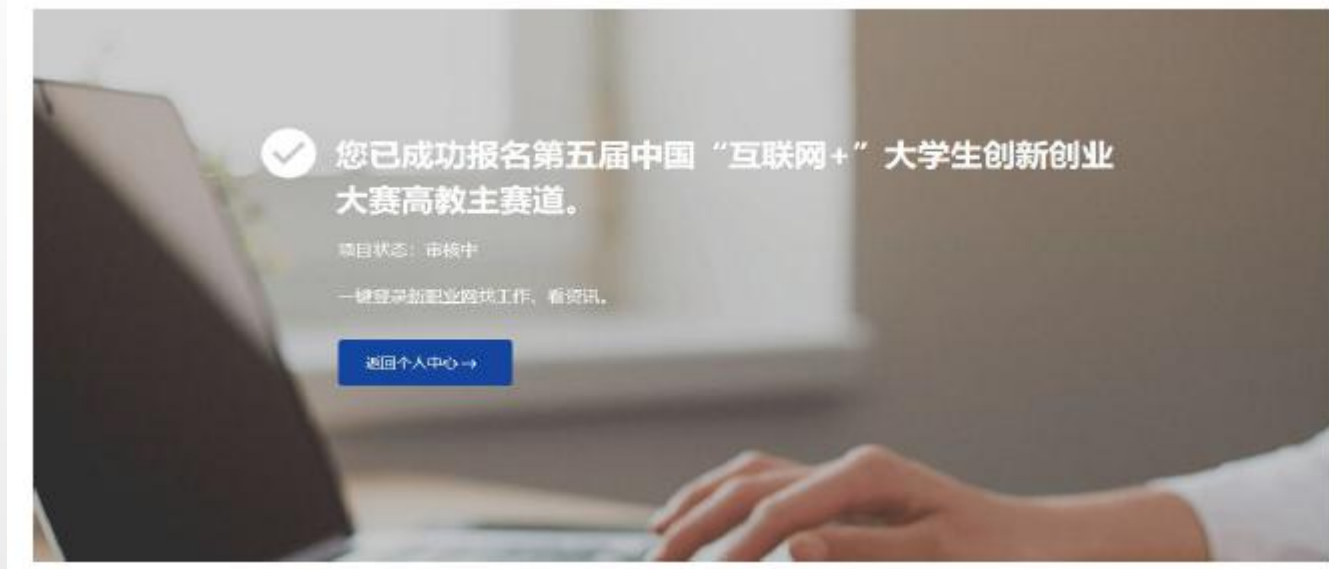 您已成功报名第五届中国“互联网+”大学生创新创业
大赛高教主赛道。
项目状态：审核中
一键登录新职业网找工作、看资讯。
返回个人中心→